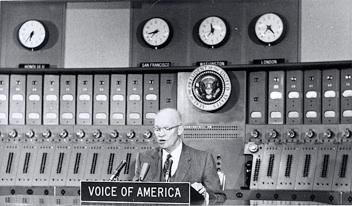 SAN FRANCISCO
WASHINGTON
LONDON
VOICE OF AMERICA